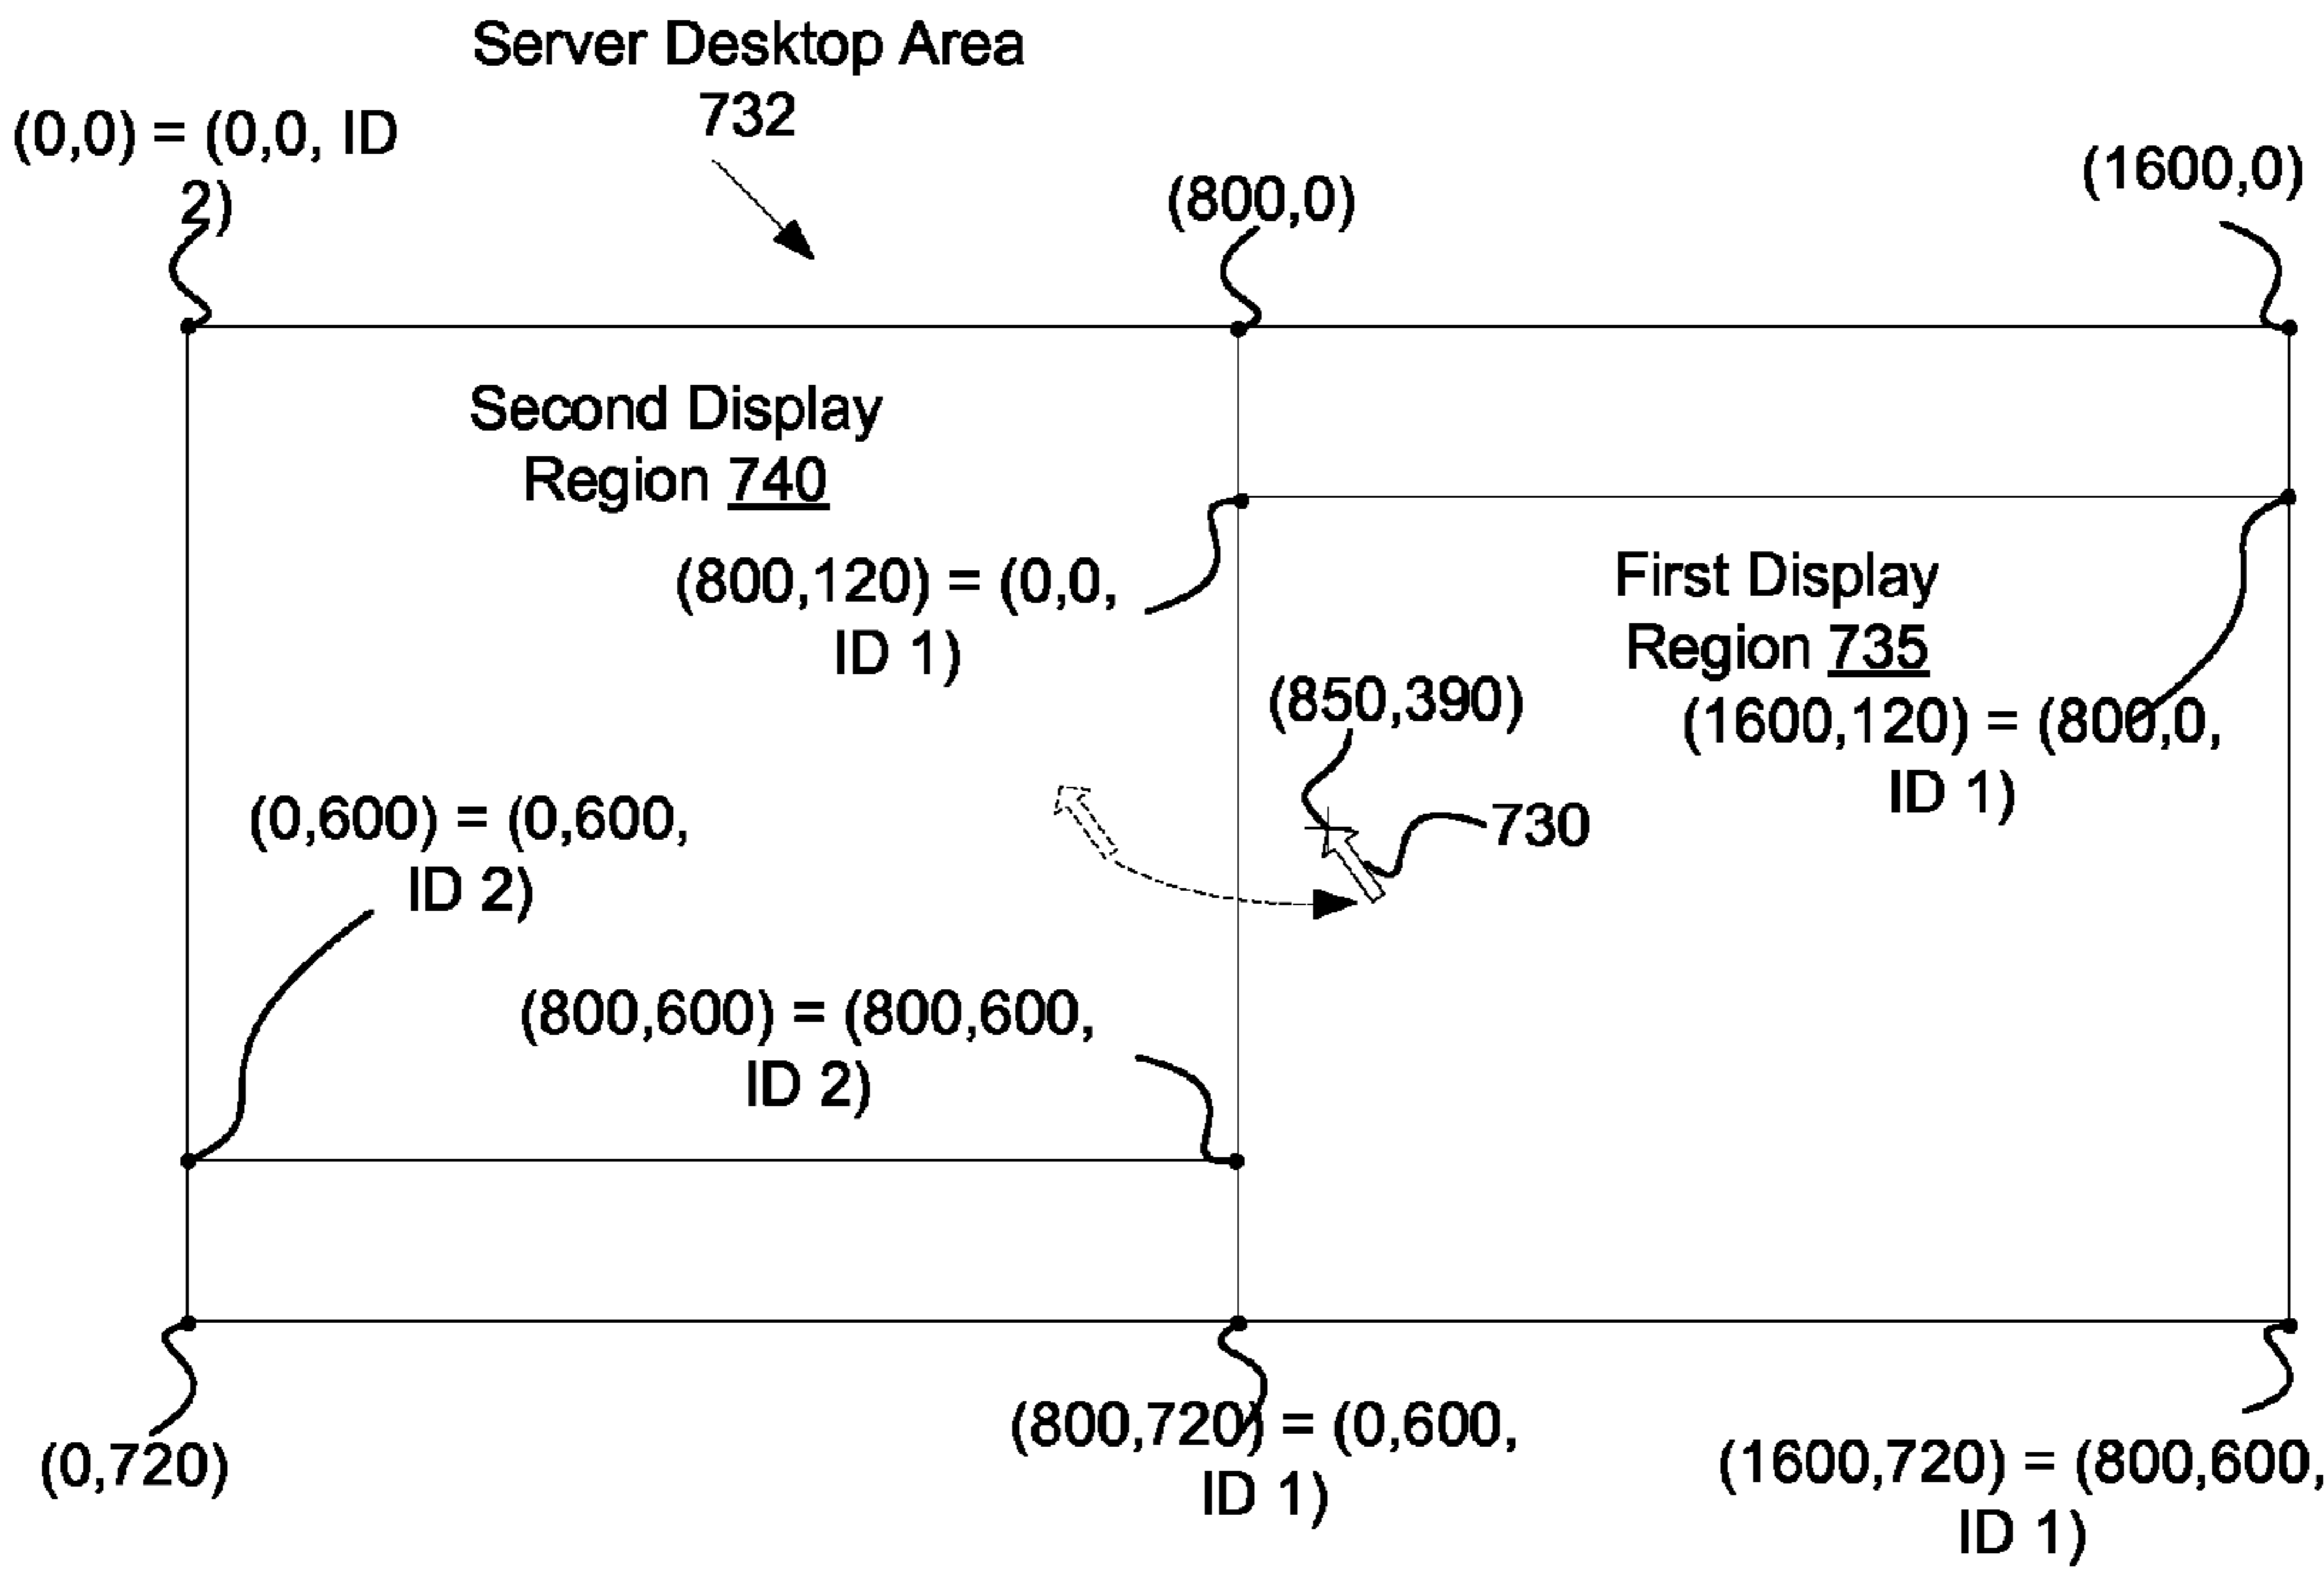 Server Desktop Area
732
(0,0) = (0,0, ID
2)
(800,0)
(1600,0)
Second Display
Region 740
(800,120) = (0,0,
ID 1)
First Display
Region 735
(850,390)
(1600,120) = (800,0,
ID 1)
730
(0,600) = (0,600,
ID 2)
(800,600) = (800,600,
ID 2)
(0,720)
(800,720) = (0,600,
ID 1)
(1600,720) = (800,600,
ID 1)